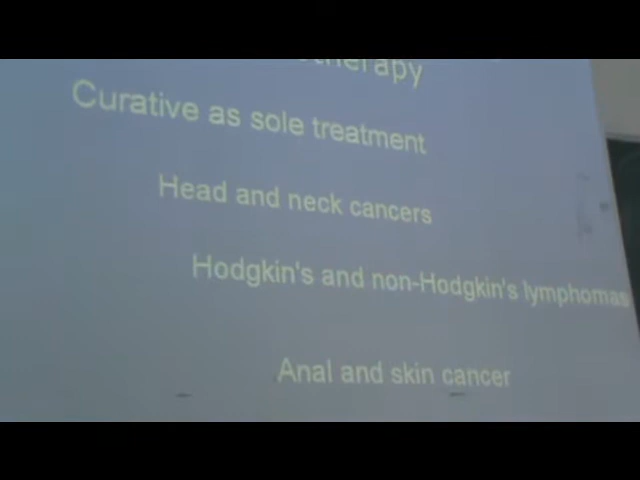 Curative as sole treatment
Head and neck cancers
Hodgkin's and non-Hodgkin's lymphomas
Anal and skin cancer